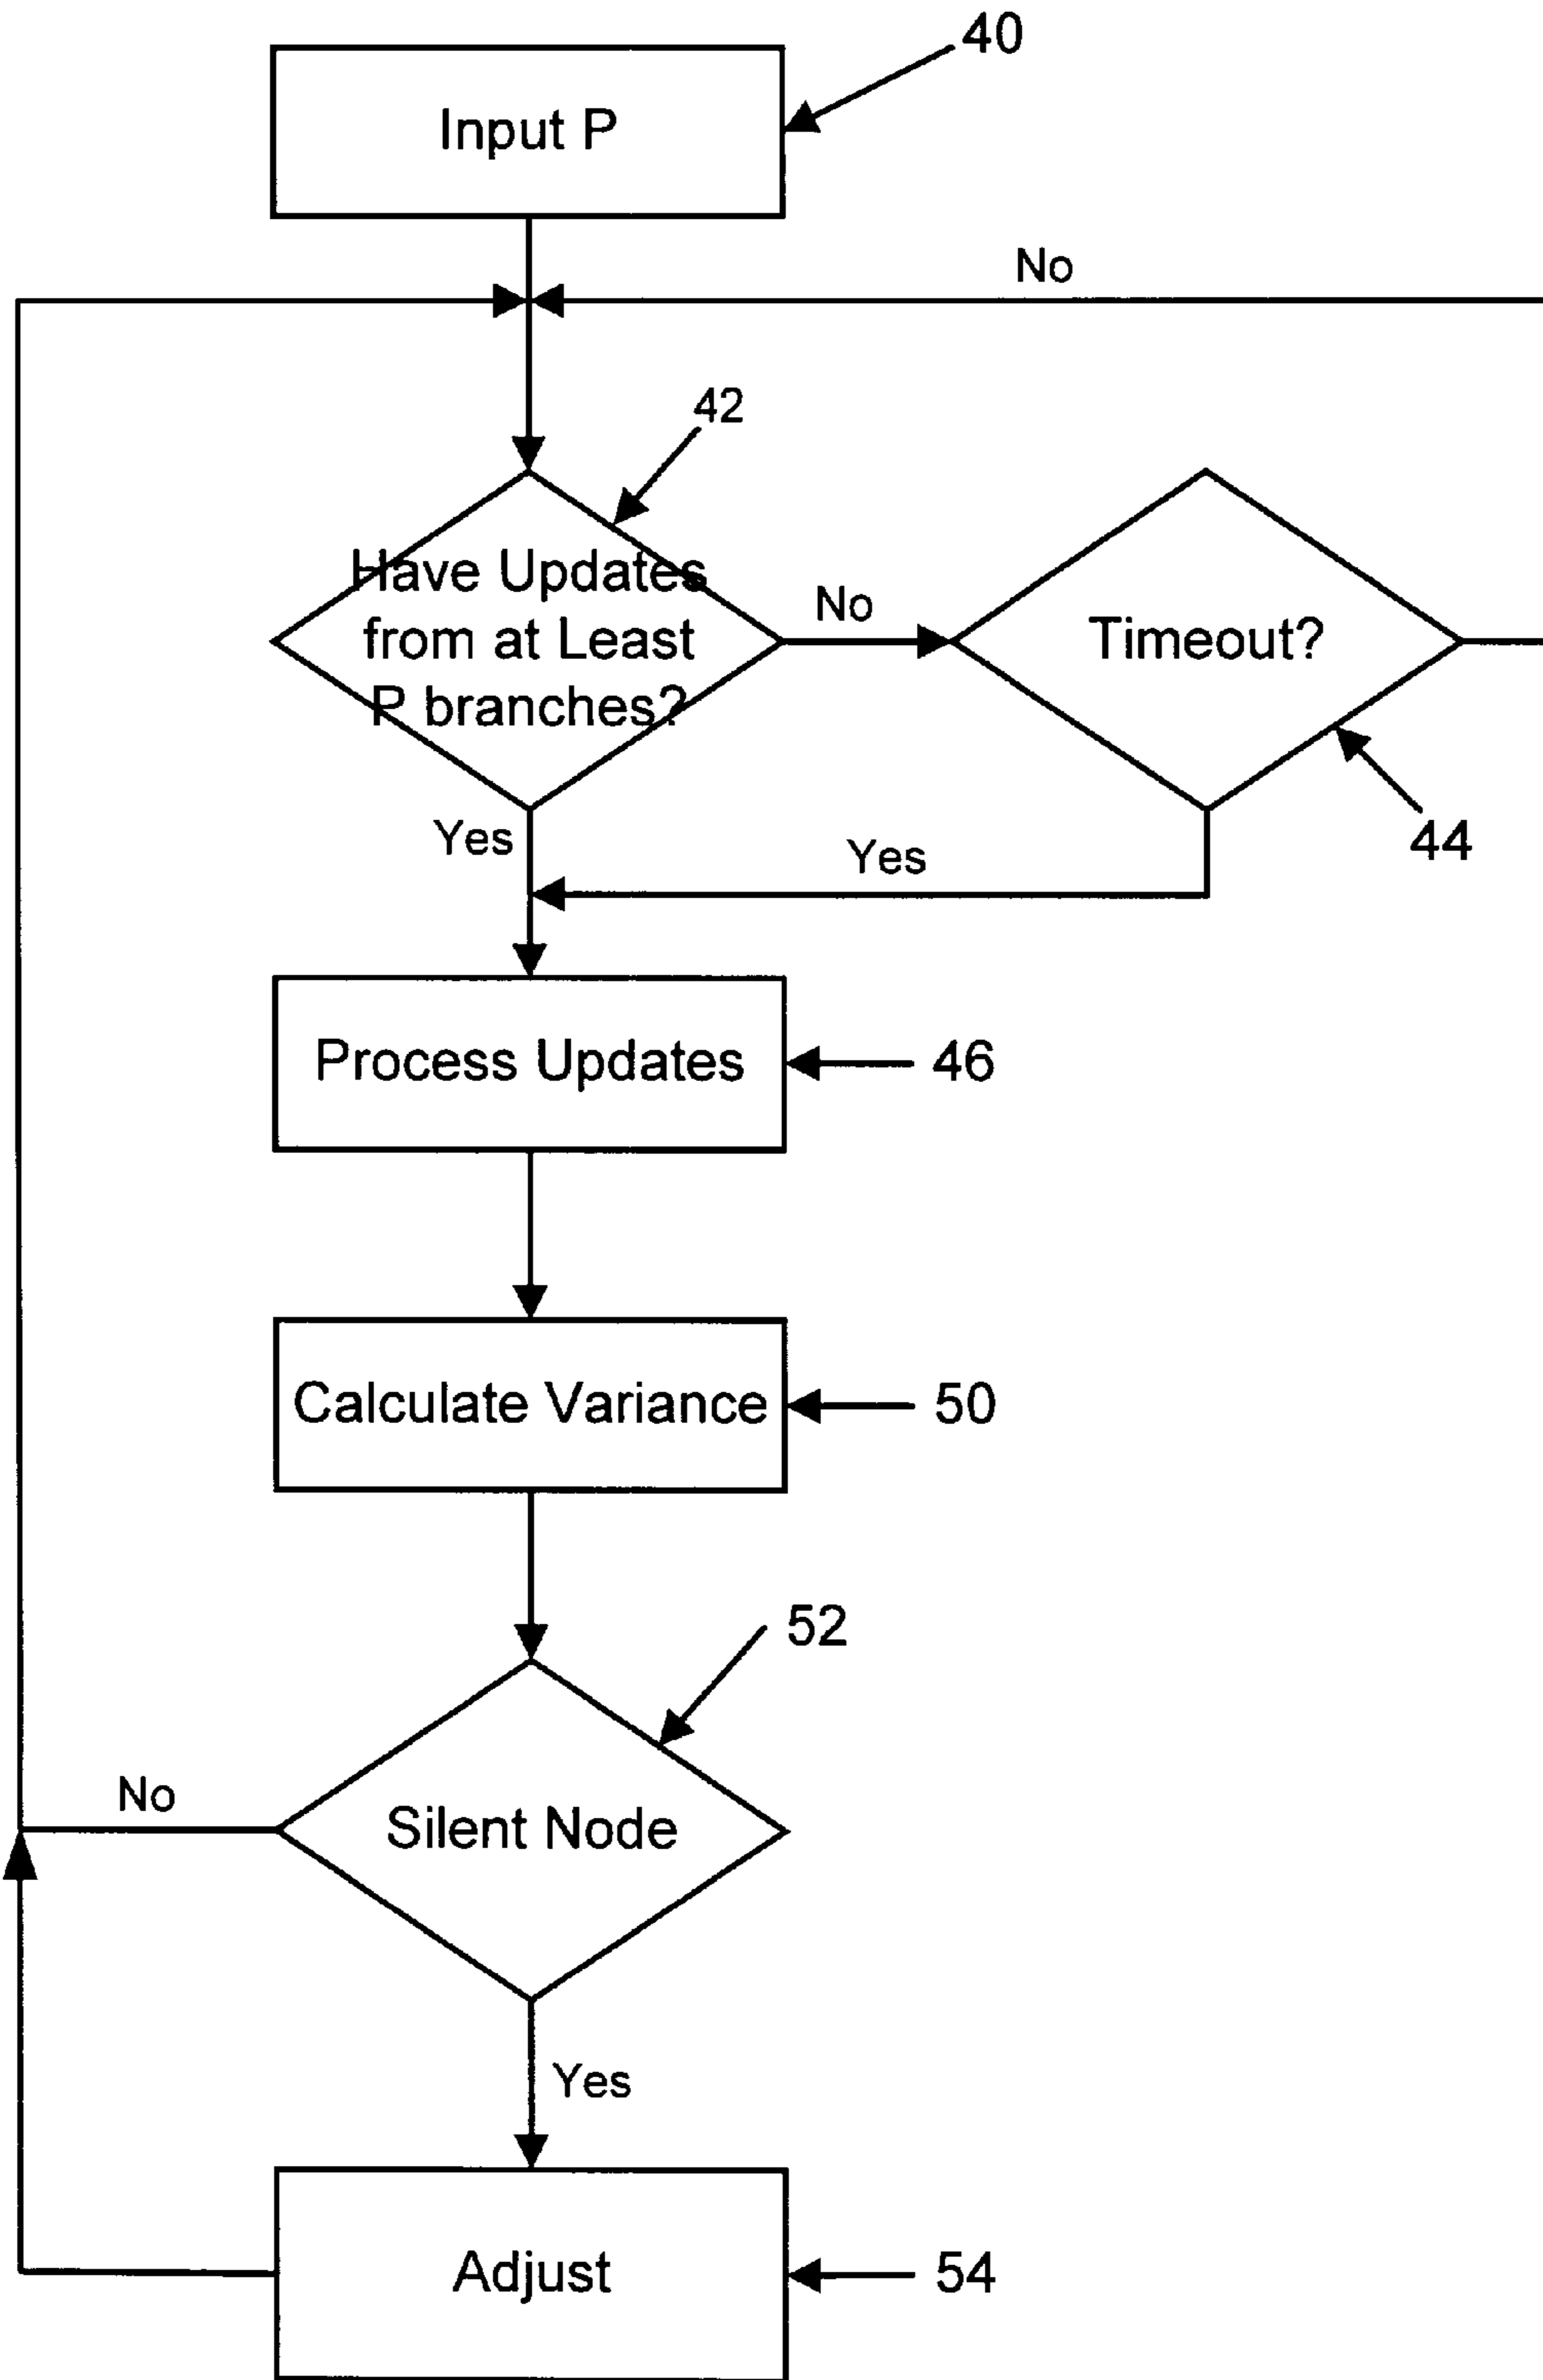 40
Input P
No
42
Have Updates
from at Least
P branches?
No
Timeout?
44
Yes
Yes
Process Updates
46
Calculate Variance
50
52
No
Silent Node
Yes
Adjust
54